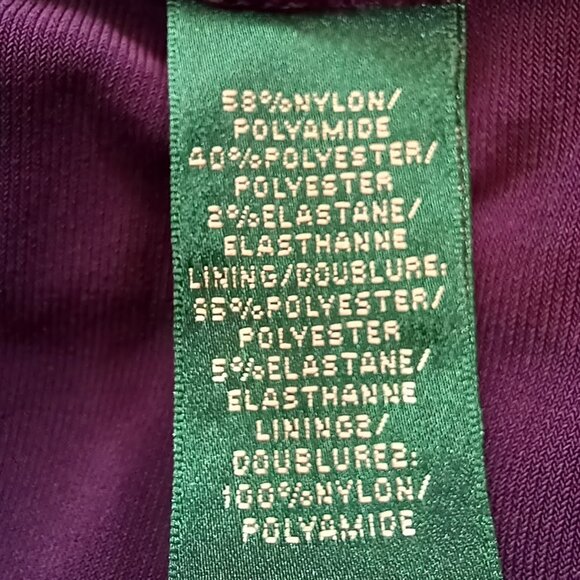 58%NYLON/
POLYAMIDE
40%POLYESTER/
POLYESTER
2%ELASTANE/
ELASTHANNE
LINING/DOUBLURE:
95%POLYESTER/
POLYESTER
5%ELASTANE/
ELASTHANNE
LINING2/
DOUBLURE2:
100%NYLON/
POLYAMIDE